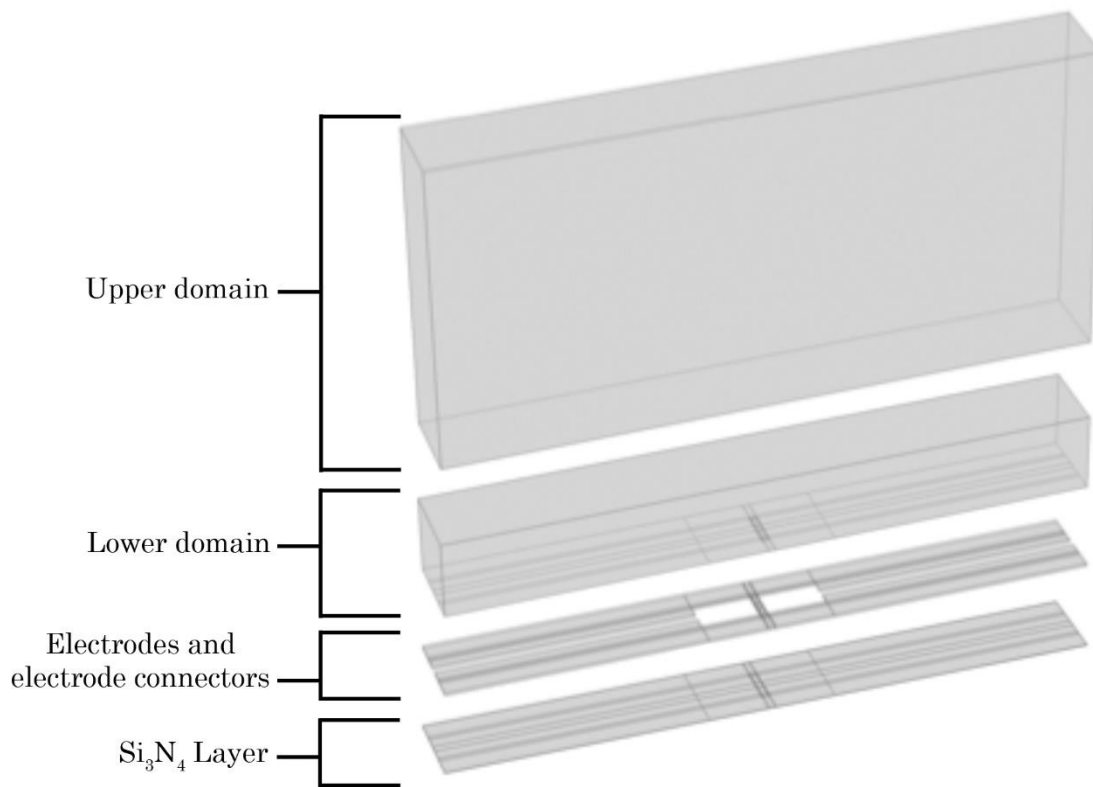 Upper domain
Lower domain
Electrodes and
electrode connectors
Si₃N₄ Layer